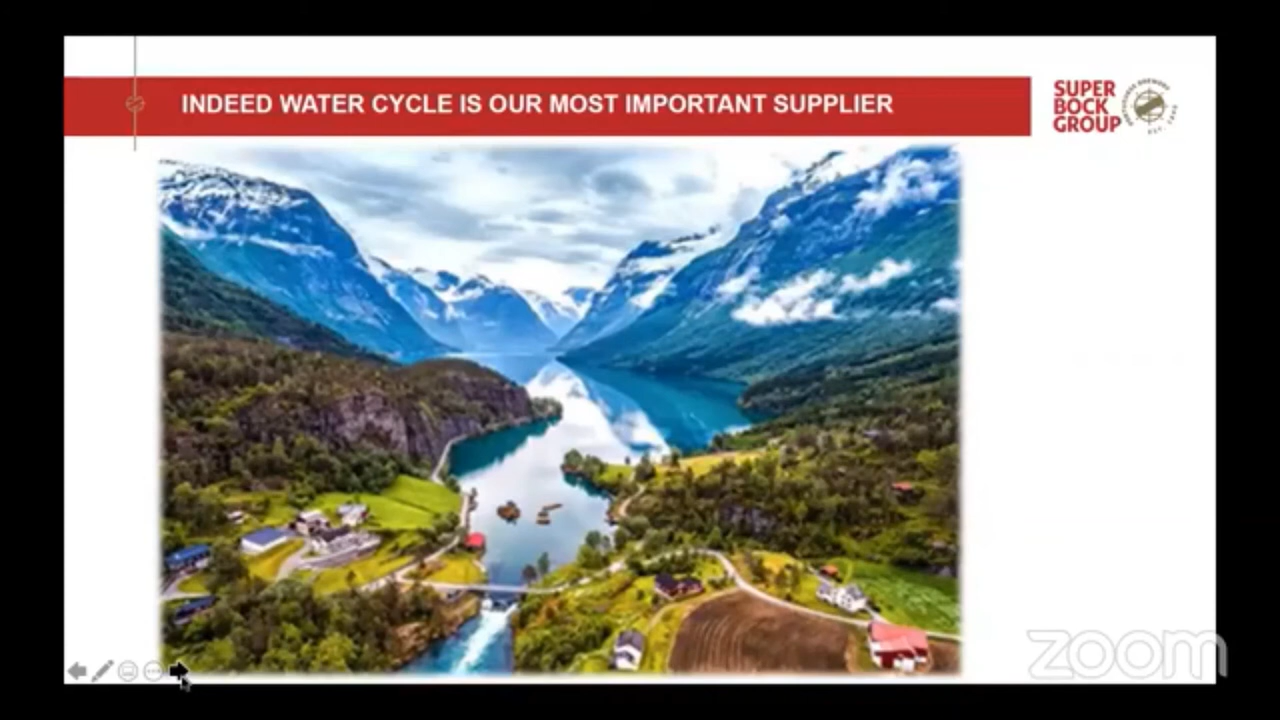 INDEED WATER CYCLE IS OUR MOST IMPORTANT SUPPLIER
SUPER
BOCK
GROUP
zoom